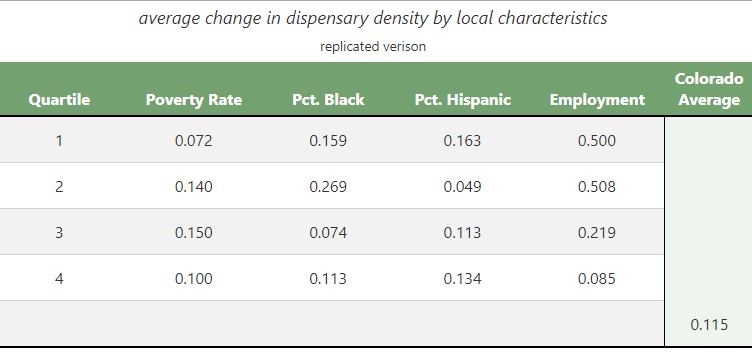 average change in dispensary density by local characteristics
replicated verison
Quartile Poverty Rate Pct. Black Pct. Hispanic Employment Colorado Average
1 0.072 0.159 0.163 0.500
2 0.140 0.269 0.049 0.508
3 0.150 0.074 0.113 0.219
4 0.100 0.113 0.134 0.085
0.115